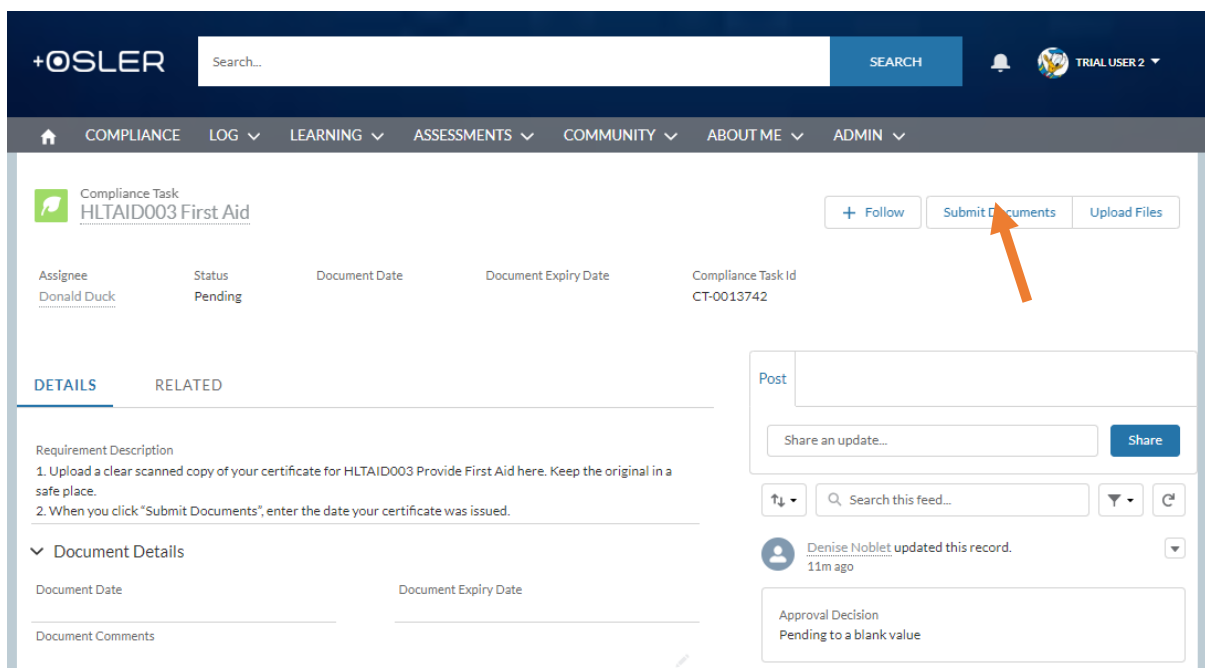 +OSLER
Search...
SEARCH
TRIAL USER 2
COMPLIANCE LOG LEARNING ASSESSMENTS COMMUNITY ABOUT ME ADMIN
Compliance Task
HLTAID003 First Aid
+ Follow Submit Documents Upload Files
Assignee Status Document Date Document Expiry Date Compliance Task Id
Donald Duck Pending CT-0013742
DETAILS RELATED
Post
Share an update... Share
Requirement Description
1. Upload a clear scanned copy of your certificate for HLTAID003 Provide First Aid here. Keep the original in a
safe place.
2. When you click "Submit Documents", enter the date your certificate was issued.
Search this feed...
Document Details
Denise Noblet updated this record.
11m ago
Document Date Document Expiry Date
Approval Decision
Pending to a blank value
Document Comments